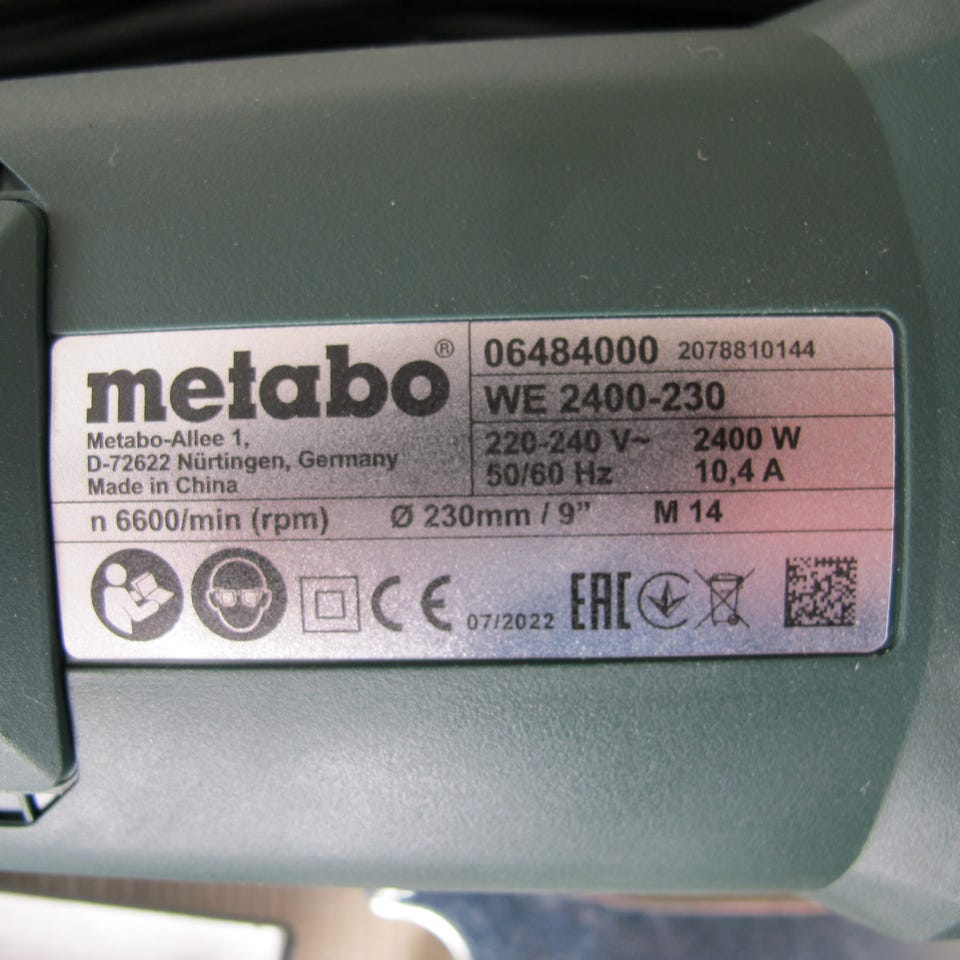 metabo®
Metabo-Allee 1,
D-72622 Nürtingen, Germany
Made in China
06484000 2078810144
WE 2400-230
220-240 V~ 2400 W
50/60 Hz 10,4 A
n 6600/min (rpm) Ø 230mm / 9” M 14
CE 07/2022 EAC